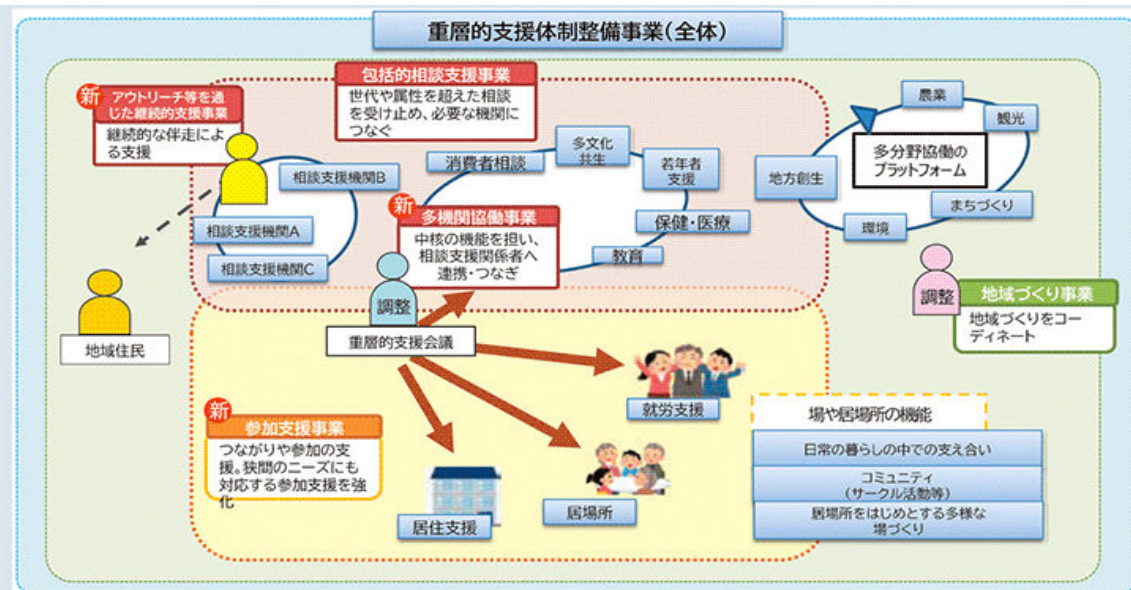 重層的支援体制整備事業(全体)
新
アウトリーチ等を通
じた継続的支援事業
継続的な伴走によ
る支援
包括的相談支援事業
世代や属性を超えた相談
を受け止め、必要な機関に
つなぐ
相談支援機関B
相談支援機関A
相談支援機関C
消費者相談
多文化
共生
若年者
支援
保健・医療
教育
新
多機関協働事業
中核の機能を担い、
相談支援関係者へ
連携・つなぎ
調整
重層的支援会議
地域住民
農業
観光
多分野協働の
プラットフォーム
地方創生
まちづくり
環境
調整
地域づくり事業
地域づくりをコー
ディネート
新
参加支援事業
つながりや参加の支
援。狭間のニーズにも
対応する参加支援を強
化
就労支援
居住支援
居場所
場や居場所の機能
日常の暮らしの中での支え合い
コミュニティ
(サークル活動等)
居場所をはじめとする多様な
場づくり